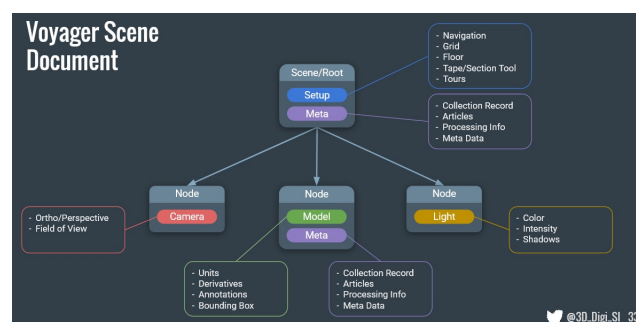 Voyager Scene
Document
Scene/Root
Setup
Meta
- Navigation
- Grid
- Floor
- Tape/Section Tool
- Tours
- Collection Record
- Articles
- Processing Info
- Meta Data
Node
Camera
- Ortho/Perspective
- Field of View
Node
Model
Meta
- Units
- Derivatives
- Annotations
- Bounding Box
- Collection Record
- Articles
- Processing Info
- Meta Data
Node
Light
- Color
- Intensity
- Shadows
@3D_Digi_SI 33